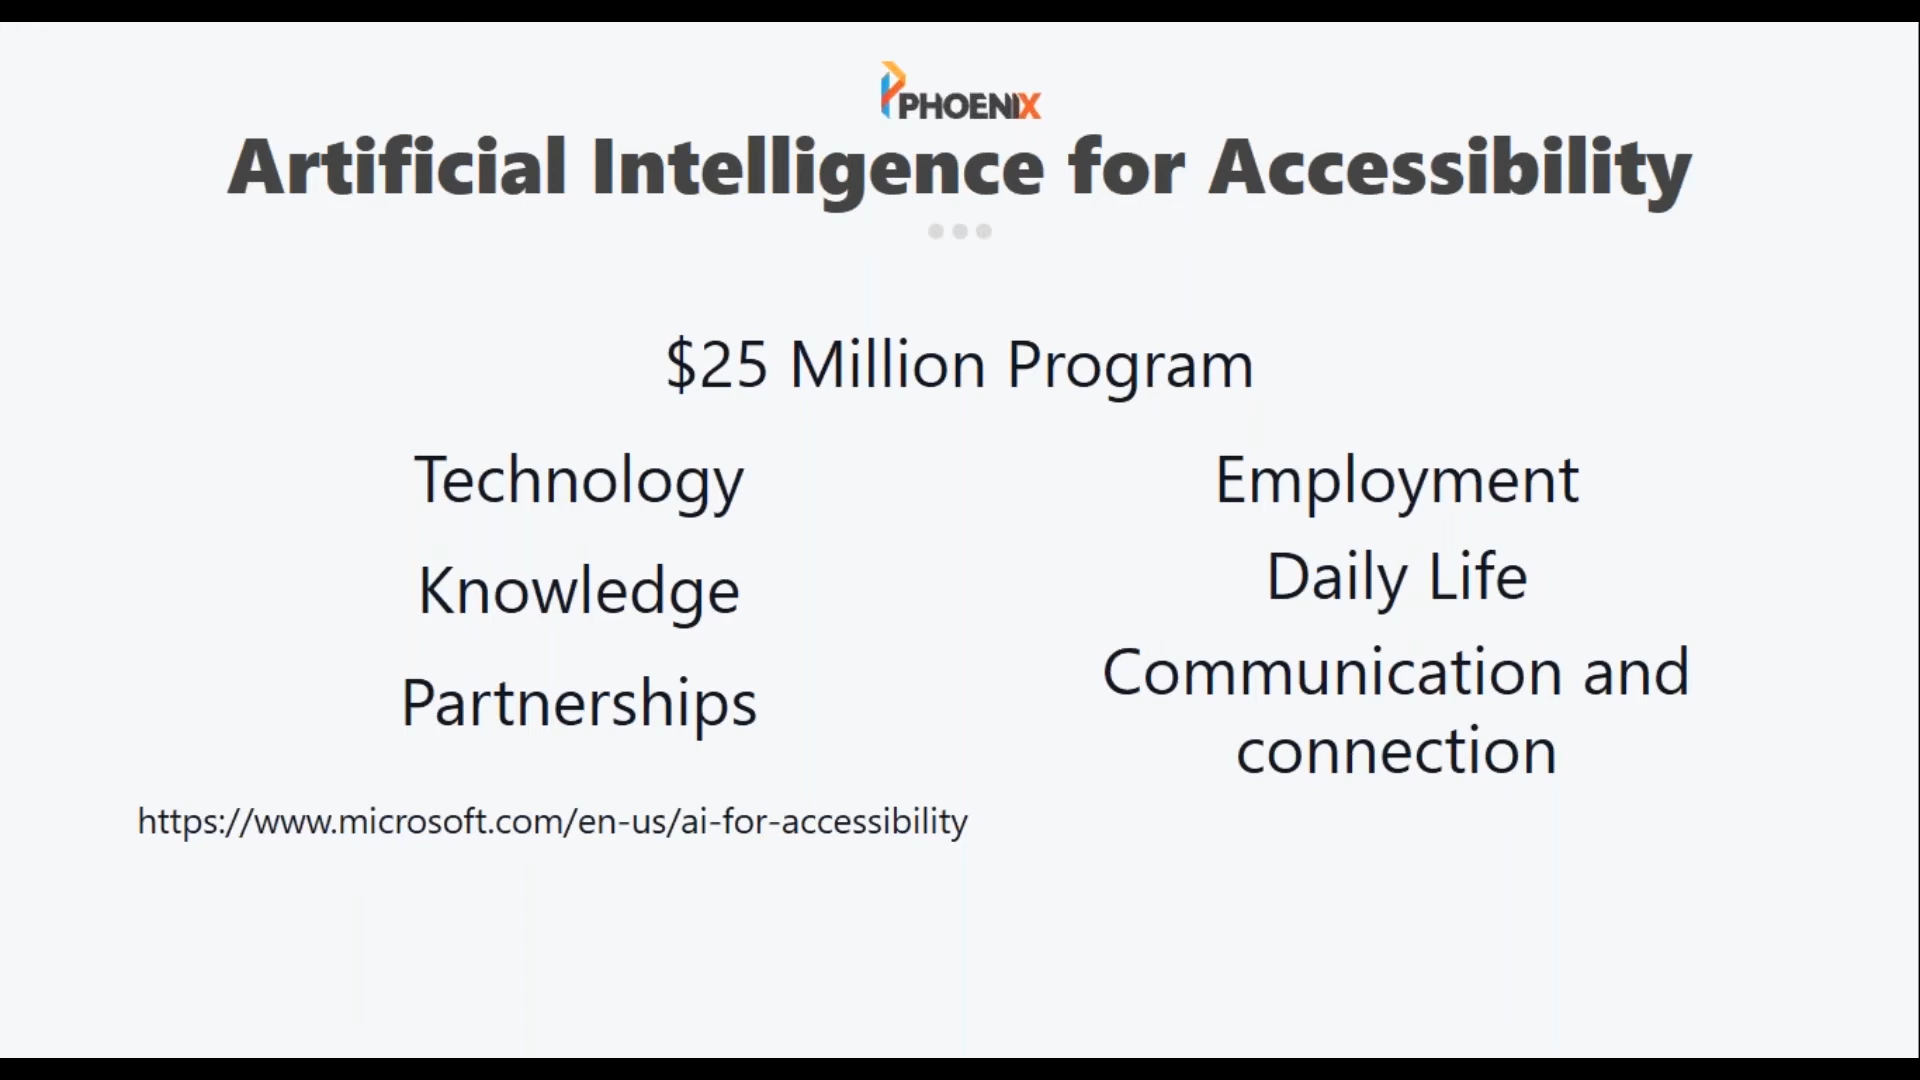 PHOENIX
Artificial Intelligence for Accessibility
$25 Million Program
Technology
Knowledge
Partnerships
Employment
Daily Life
Communication and
connection
https://www.microsoft.com/en-us/ai-for-accessibility